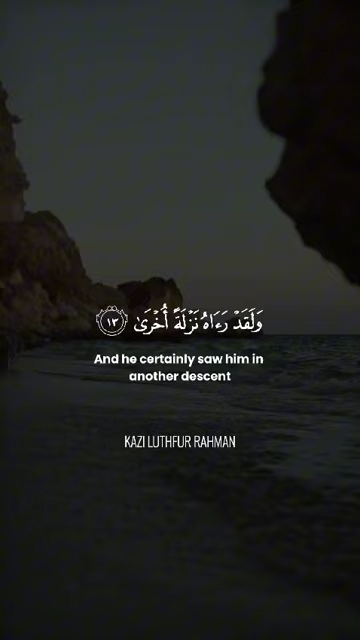 وَلَقَدْ رَءَاهُ نَزْلَةً أُخْرَىٰ ١٣
And he certainly saw him in
another descent
KAZI LUTHFUR RAHMAN